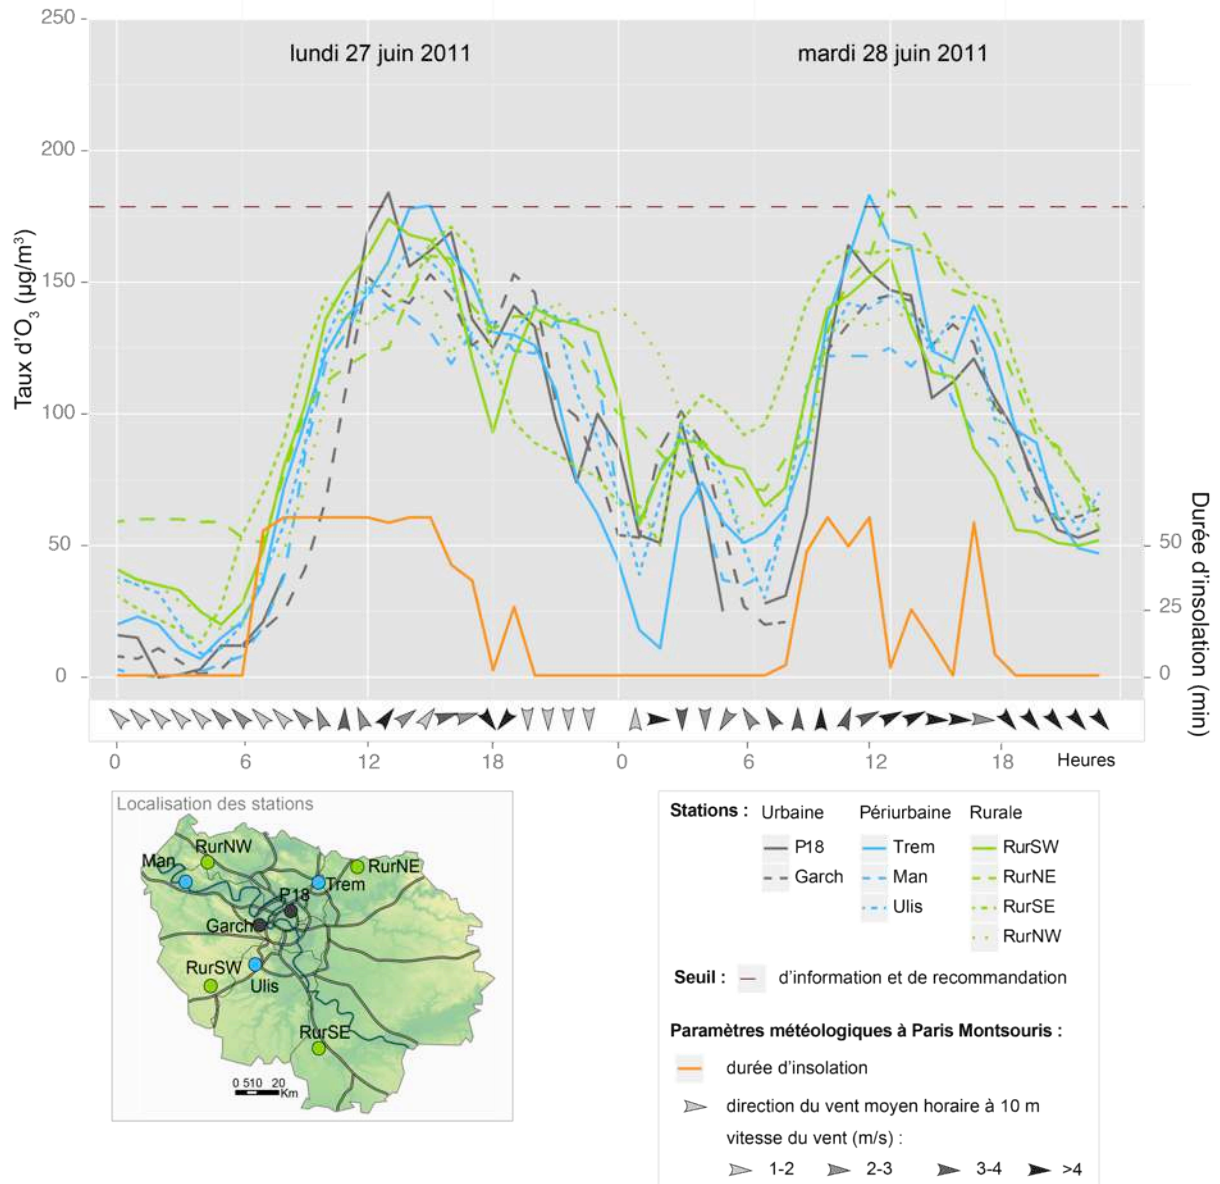 250
lundi 27 juin 2011
mardi 28 juin 2011
200
150
100
50
0
Taux d'O3 (µg/m³)
50
25
0
Durée d'insolation (min)
0 6 12 18 0 6 12 18 Heures
Localisation des stations
RurNW
Man
RurNE
Trem
P18
Garch
RurSW
Ulis
RurSE
0 510 20
Km
Stations : Urbaine Périurbaine Rurale
P18 Trem RurSW
Garch Man RurNE
Ulis RurSE
RurNW
Seuil : d'information et de recommandation
Paramètres météologiques à Paris Montsouris :
durée d'insolation
direction du vent moyen horaire à 10 m
vitesse du vent (m/s) :
1-2 2-3 3-4 >4